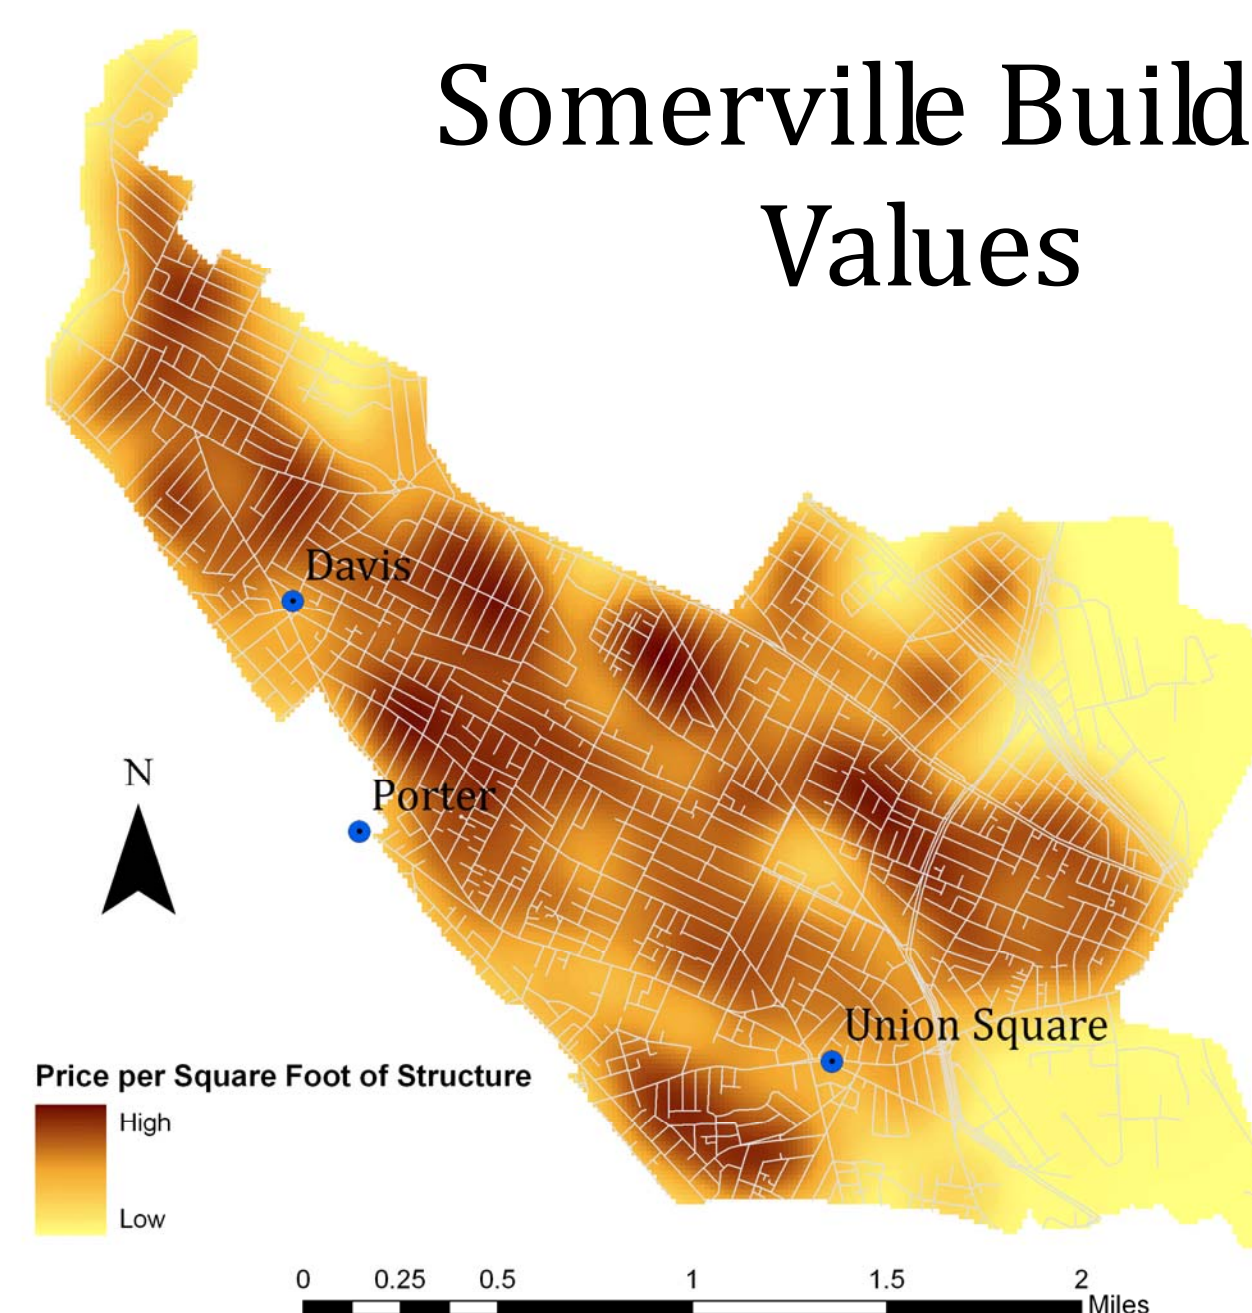 Somerville Build
Values
Davis
N
Porter
Union Square
Price per Square Foot of Structure
High
Low
0 0.25 0.5 1 1.5 2
Miles